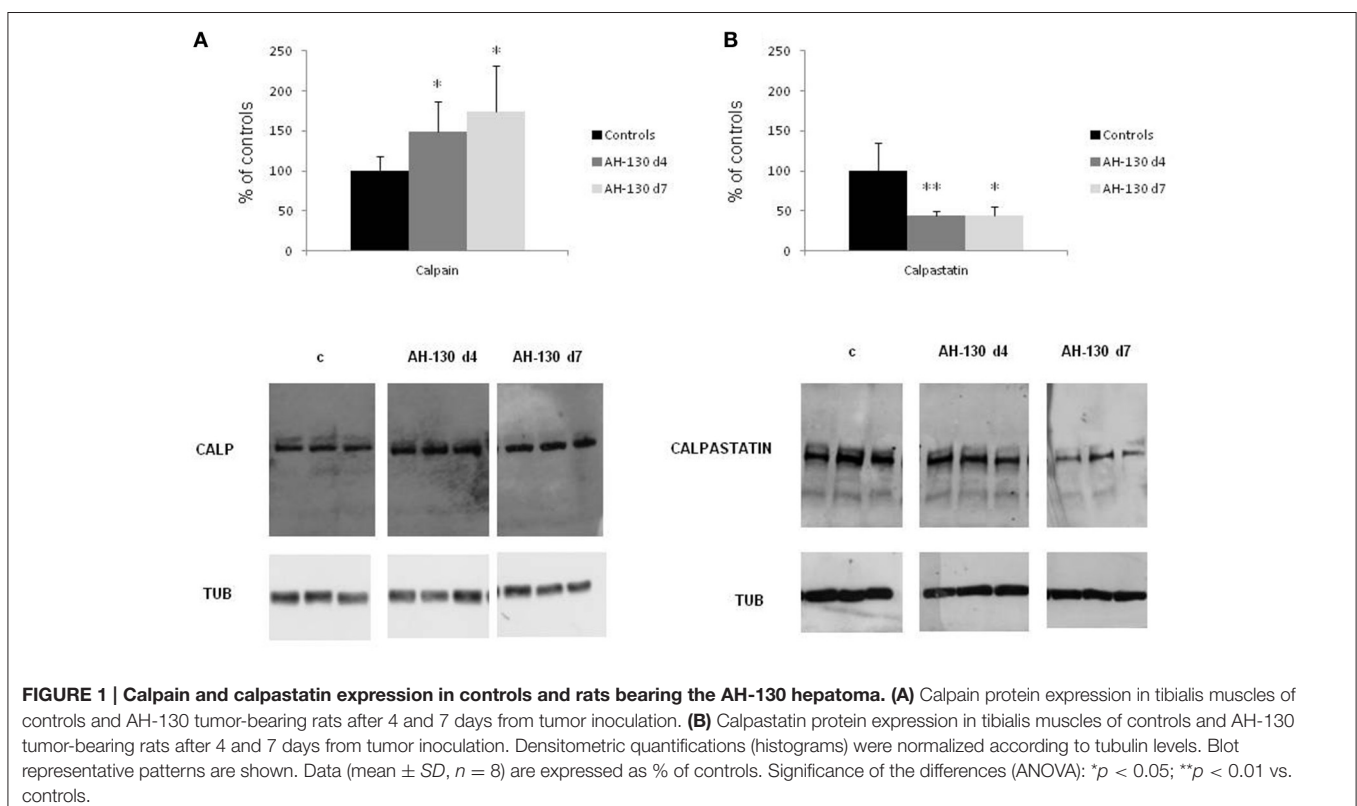 A
250
200
150
100
50
0
% of controls
*
*
Calpain
Controls
AH-130 d4
AH-130 d7
B
250
200
150
100
50
0
% of controls
**
*
Calpastatin
Controls
AH-130 d4
AH-130 d7
c AH-130 d4 AH-130 d7
CALP
TUB
c AH-130 d4 AH-130 d7
CALPASTATIN
TUB
FIGURE 1 | Calpain and calpastatin expression in controls and rats bearing the AH-130 hepatoma. (A) Calpain protein expression in tibialis muscles of
controls and AH-130 tumor-bearing rats after 4 and 7 days from tumor inoculation. (B) Calpastatin protein expression in tibialis muscles of controls and AH-130
tumor-bearing rats after 4 and 7 days from tumor inoculation. Densitometric quantifications (histograms) were normalized according to tubulin levels. Blot
representative patterns are shown. Data (mean ± SD, n = 8) are expressed as % of controls. Significance of the differences (ANOVA): *p < 0.05; **p < 0.01 vs.
controls.